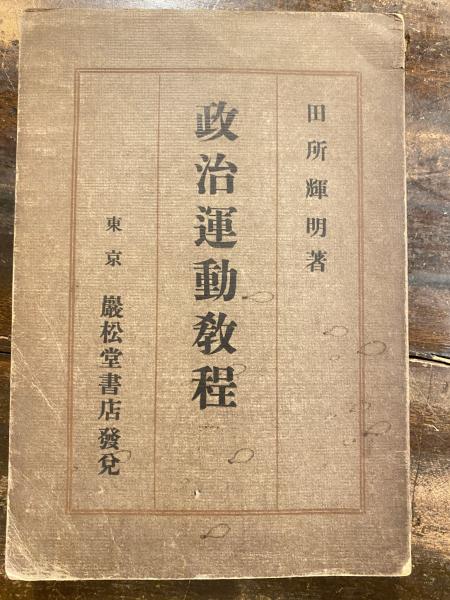 田所輝明著
政治運動教程
東京 巖松堂書店發兌